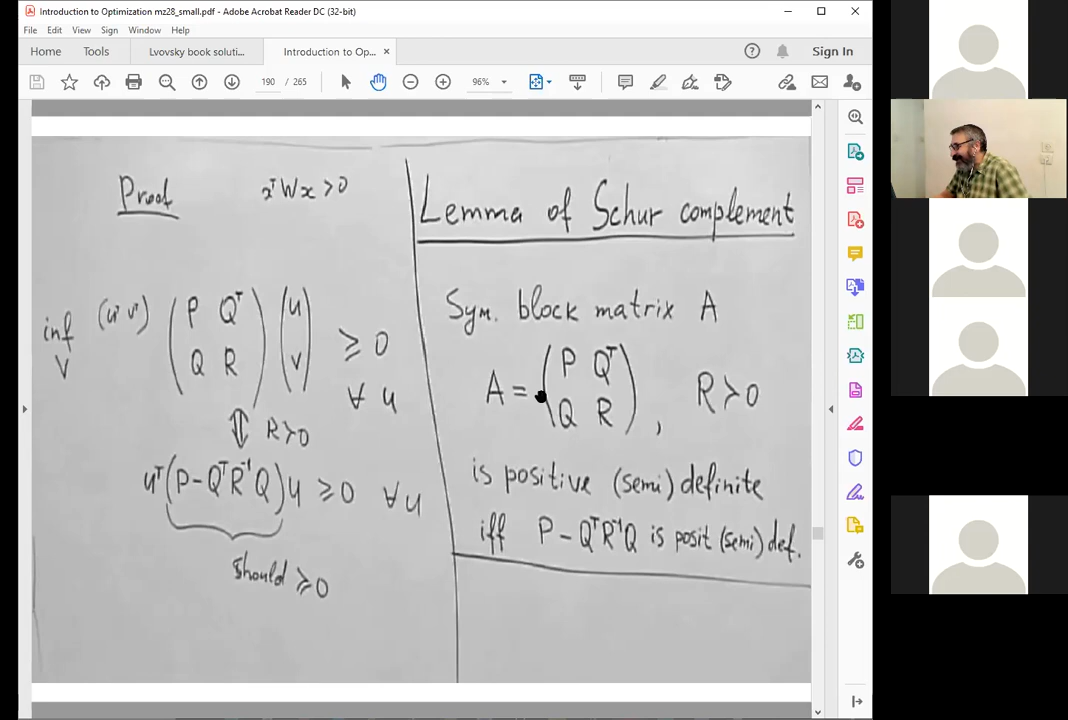 Introduction to Optimization mz28_small.pdf - Adobe Acrobat Reader DC (32-bit)
File Edit View Sign Window Help
Home Tools Lvovsky book soluti... Introduction to Op... × Sign In
190 / 265 96%
Proof xᵀWx > 0
inf V (uᵀ vᵀ) ( P Qᵀ ) ( u ) ≥ 0
( Q R ) ( v ) ∀ u
⇕ R≻0
uᵀ(P-QᵀR⁻¹Q)u ≥ 0 ∀u
should ≥ 0
Lemma of Schur complement
Sym. block matrix A
A = ( P Qᵀ ) , R ≻ 0
( Q R )
is positive (semi) definite
iff P - QᵀR⁻¹Q is posit (semi) def.